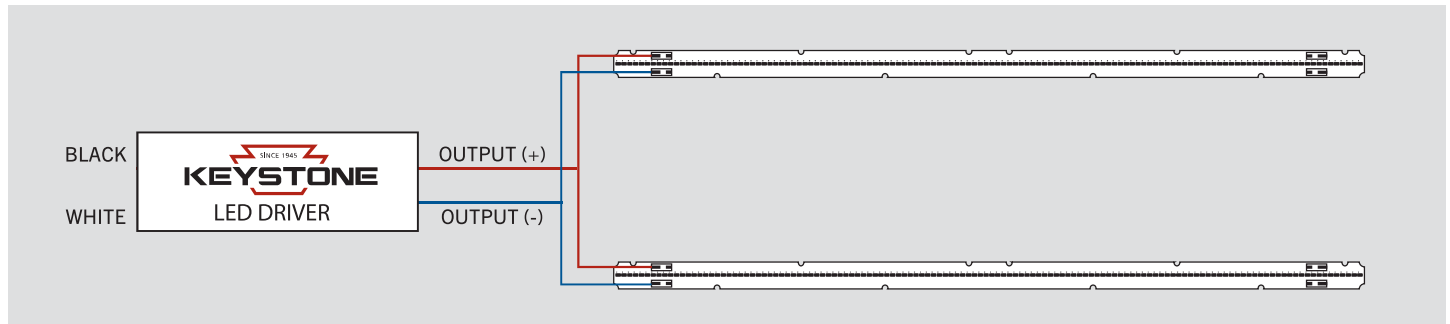 BLACK
SINCE 1945
KEYSTONE
LED DRIVER
WHITE
OUTPUT (+)
OUTPUT (-)